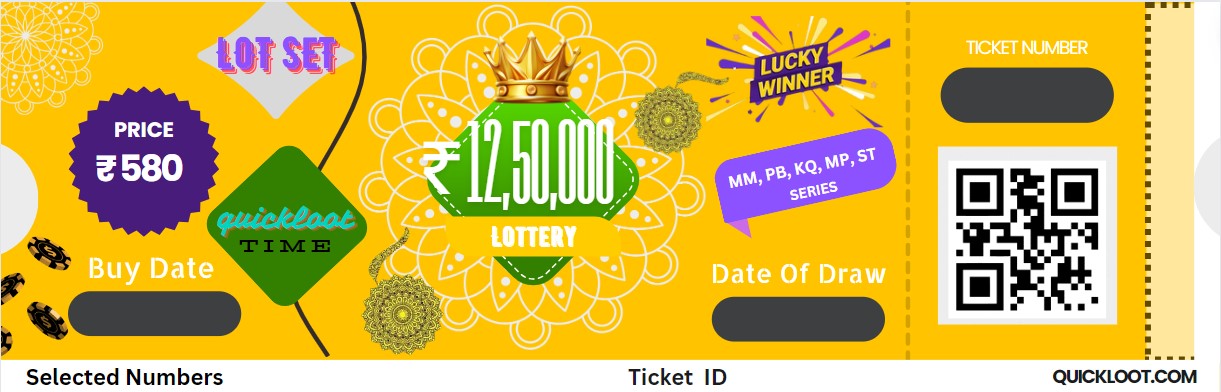 LOT SET
PRICE
₹580
quickloot
TIME
Buy Date
₹12,50,000
LOTTERY
LUCKY
WINNER
MM, PB, KQ, MP, ST
SERIES
Date Of Draw
TICKET NUMBER
Selected Numbers
Ticket ID
QUICKLOOT.COM